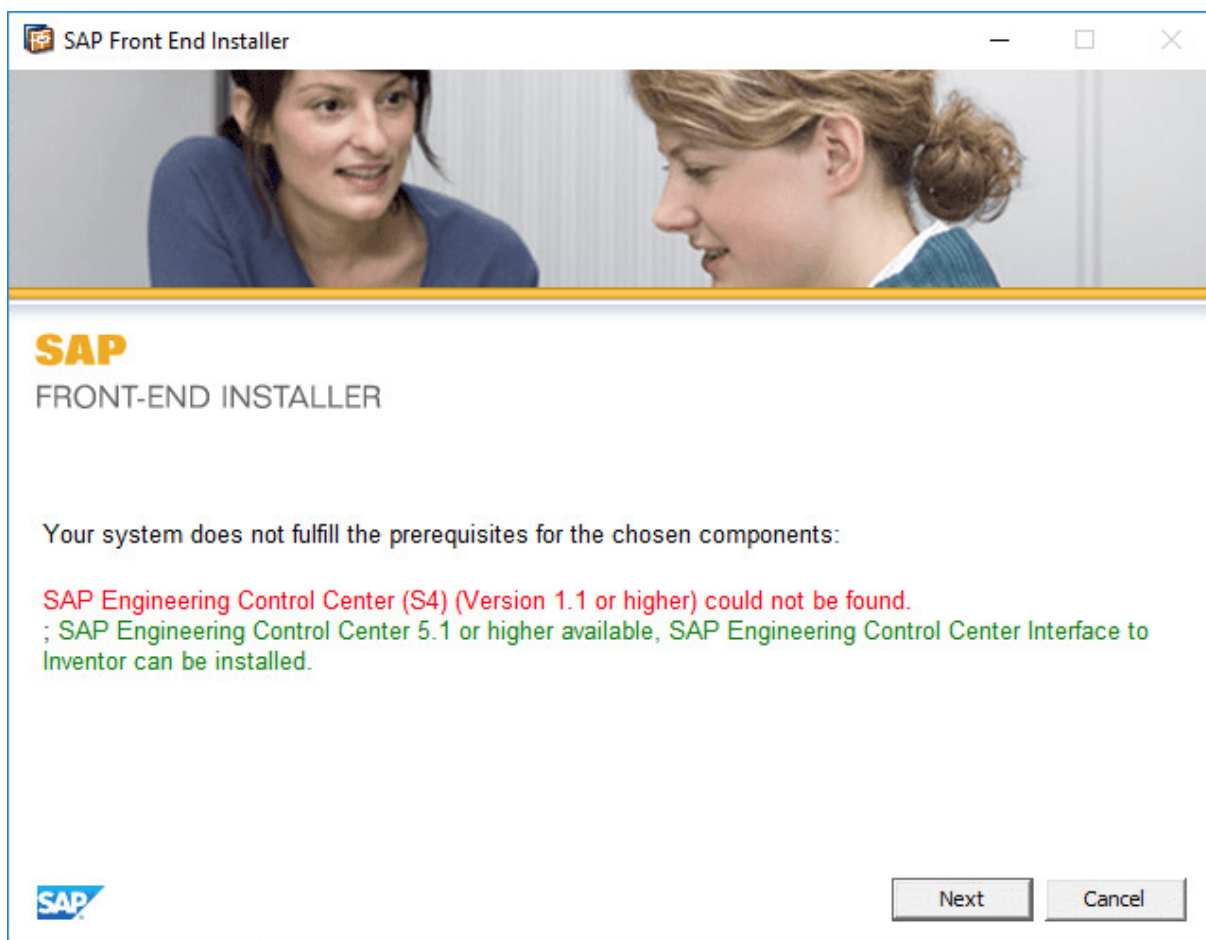 SAP Front End Installer
SAP
FRONT-END INSTALLER
Your system does not fulfill the prerequisites for the chosen components:
SAP Engineering Control Center (S4) (Version 1.1 or higher) could not be found.
; SAP Engineering Control Center 5.1 or higher available, SAP Engineering Control Center Interface to
Inventor can be installed.
SAP
Next
Cancel